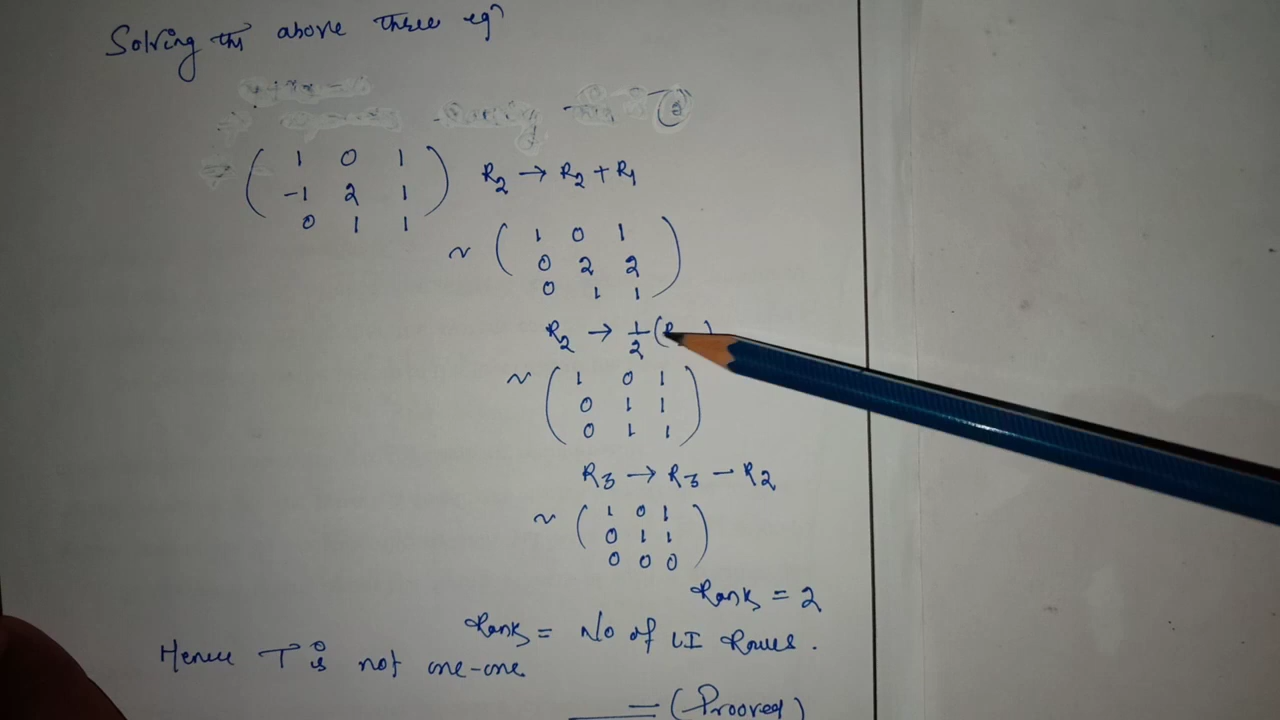 Solving the above three eqn
( 1 0 1 ) R2 → R2 + R1
-1 2 1
0 1 1
~ ( 1 0 1 )
0 2 2
0 1 1
R2 → 1/2 (R )
~ ( 1 0 1 )
0 1 1
0 1 1
R3 → R3 - R2
~ ( 1 0 1 )
0 1 1
0 0 0
Rank = 2
Rank = No of LI Rows.
Hence T is not one-one
= (Prooved)